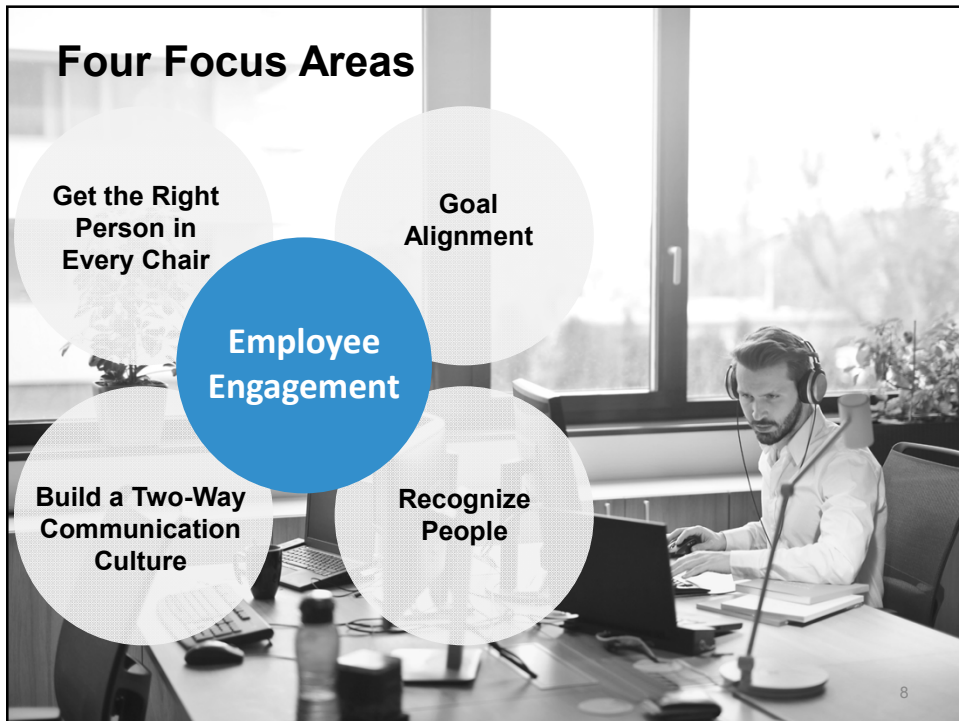 Four Focus Areas
Get the Right
Person in
Every Chair
Goal
Alignment
Employee
Engagement
Build a Two-Way
Communication
Culture
Recognize
People
8